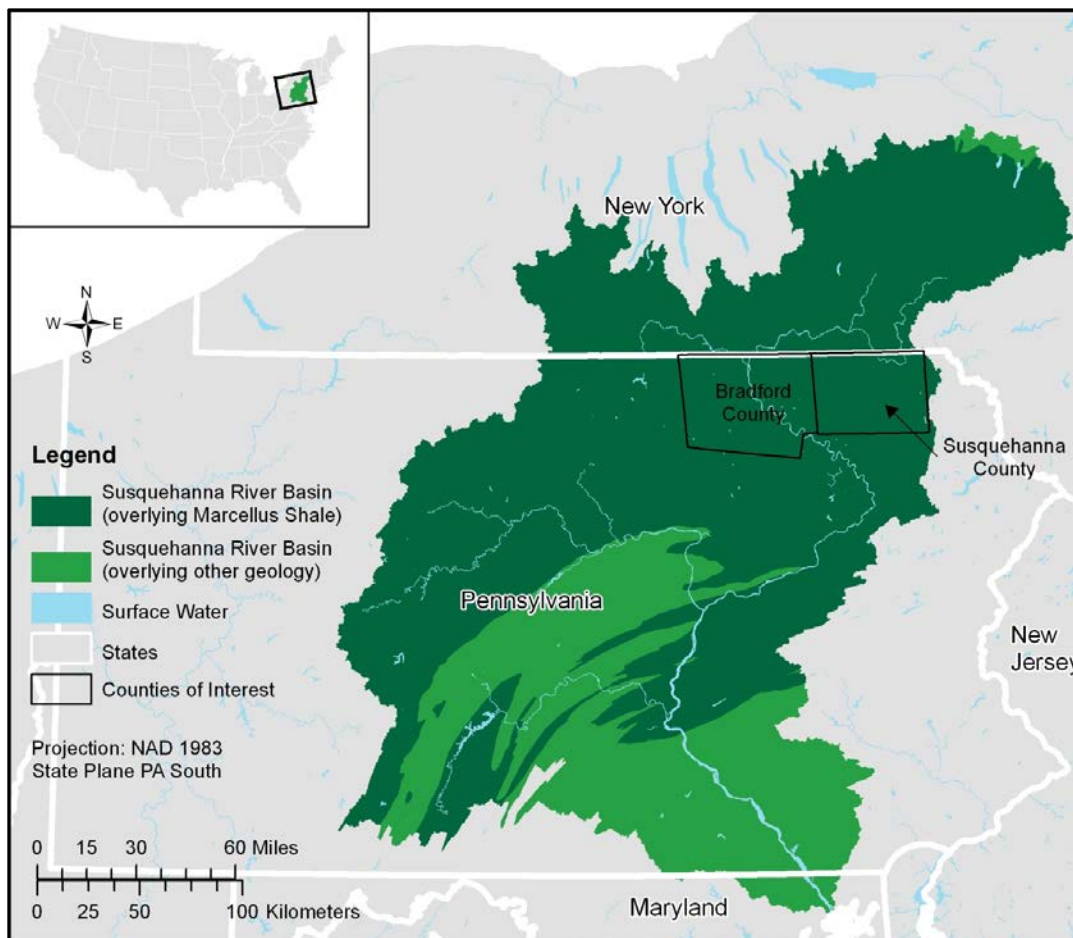 New York
N
W
E
S
Bradford
County
Susquehanna
County
Legend
Susquehanna River Basin
(overlying Marcellus Shale)
Susquehanna River Basin
(overlying other geology)
Surface Water
States
Counties of Interest
Pennsylvania
New
Jersey
Projection: NAD 1983
State Plane PA South
0 15 30 60 Miles
0 25 50 100 Kilometers
Maryland